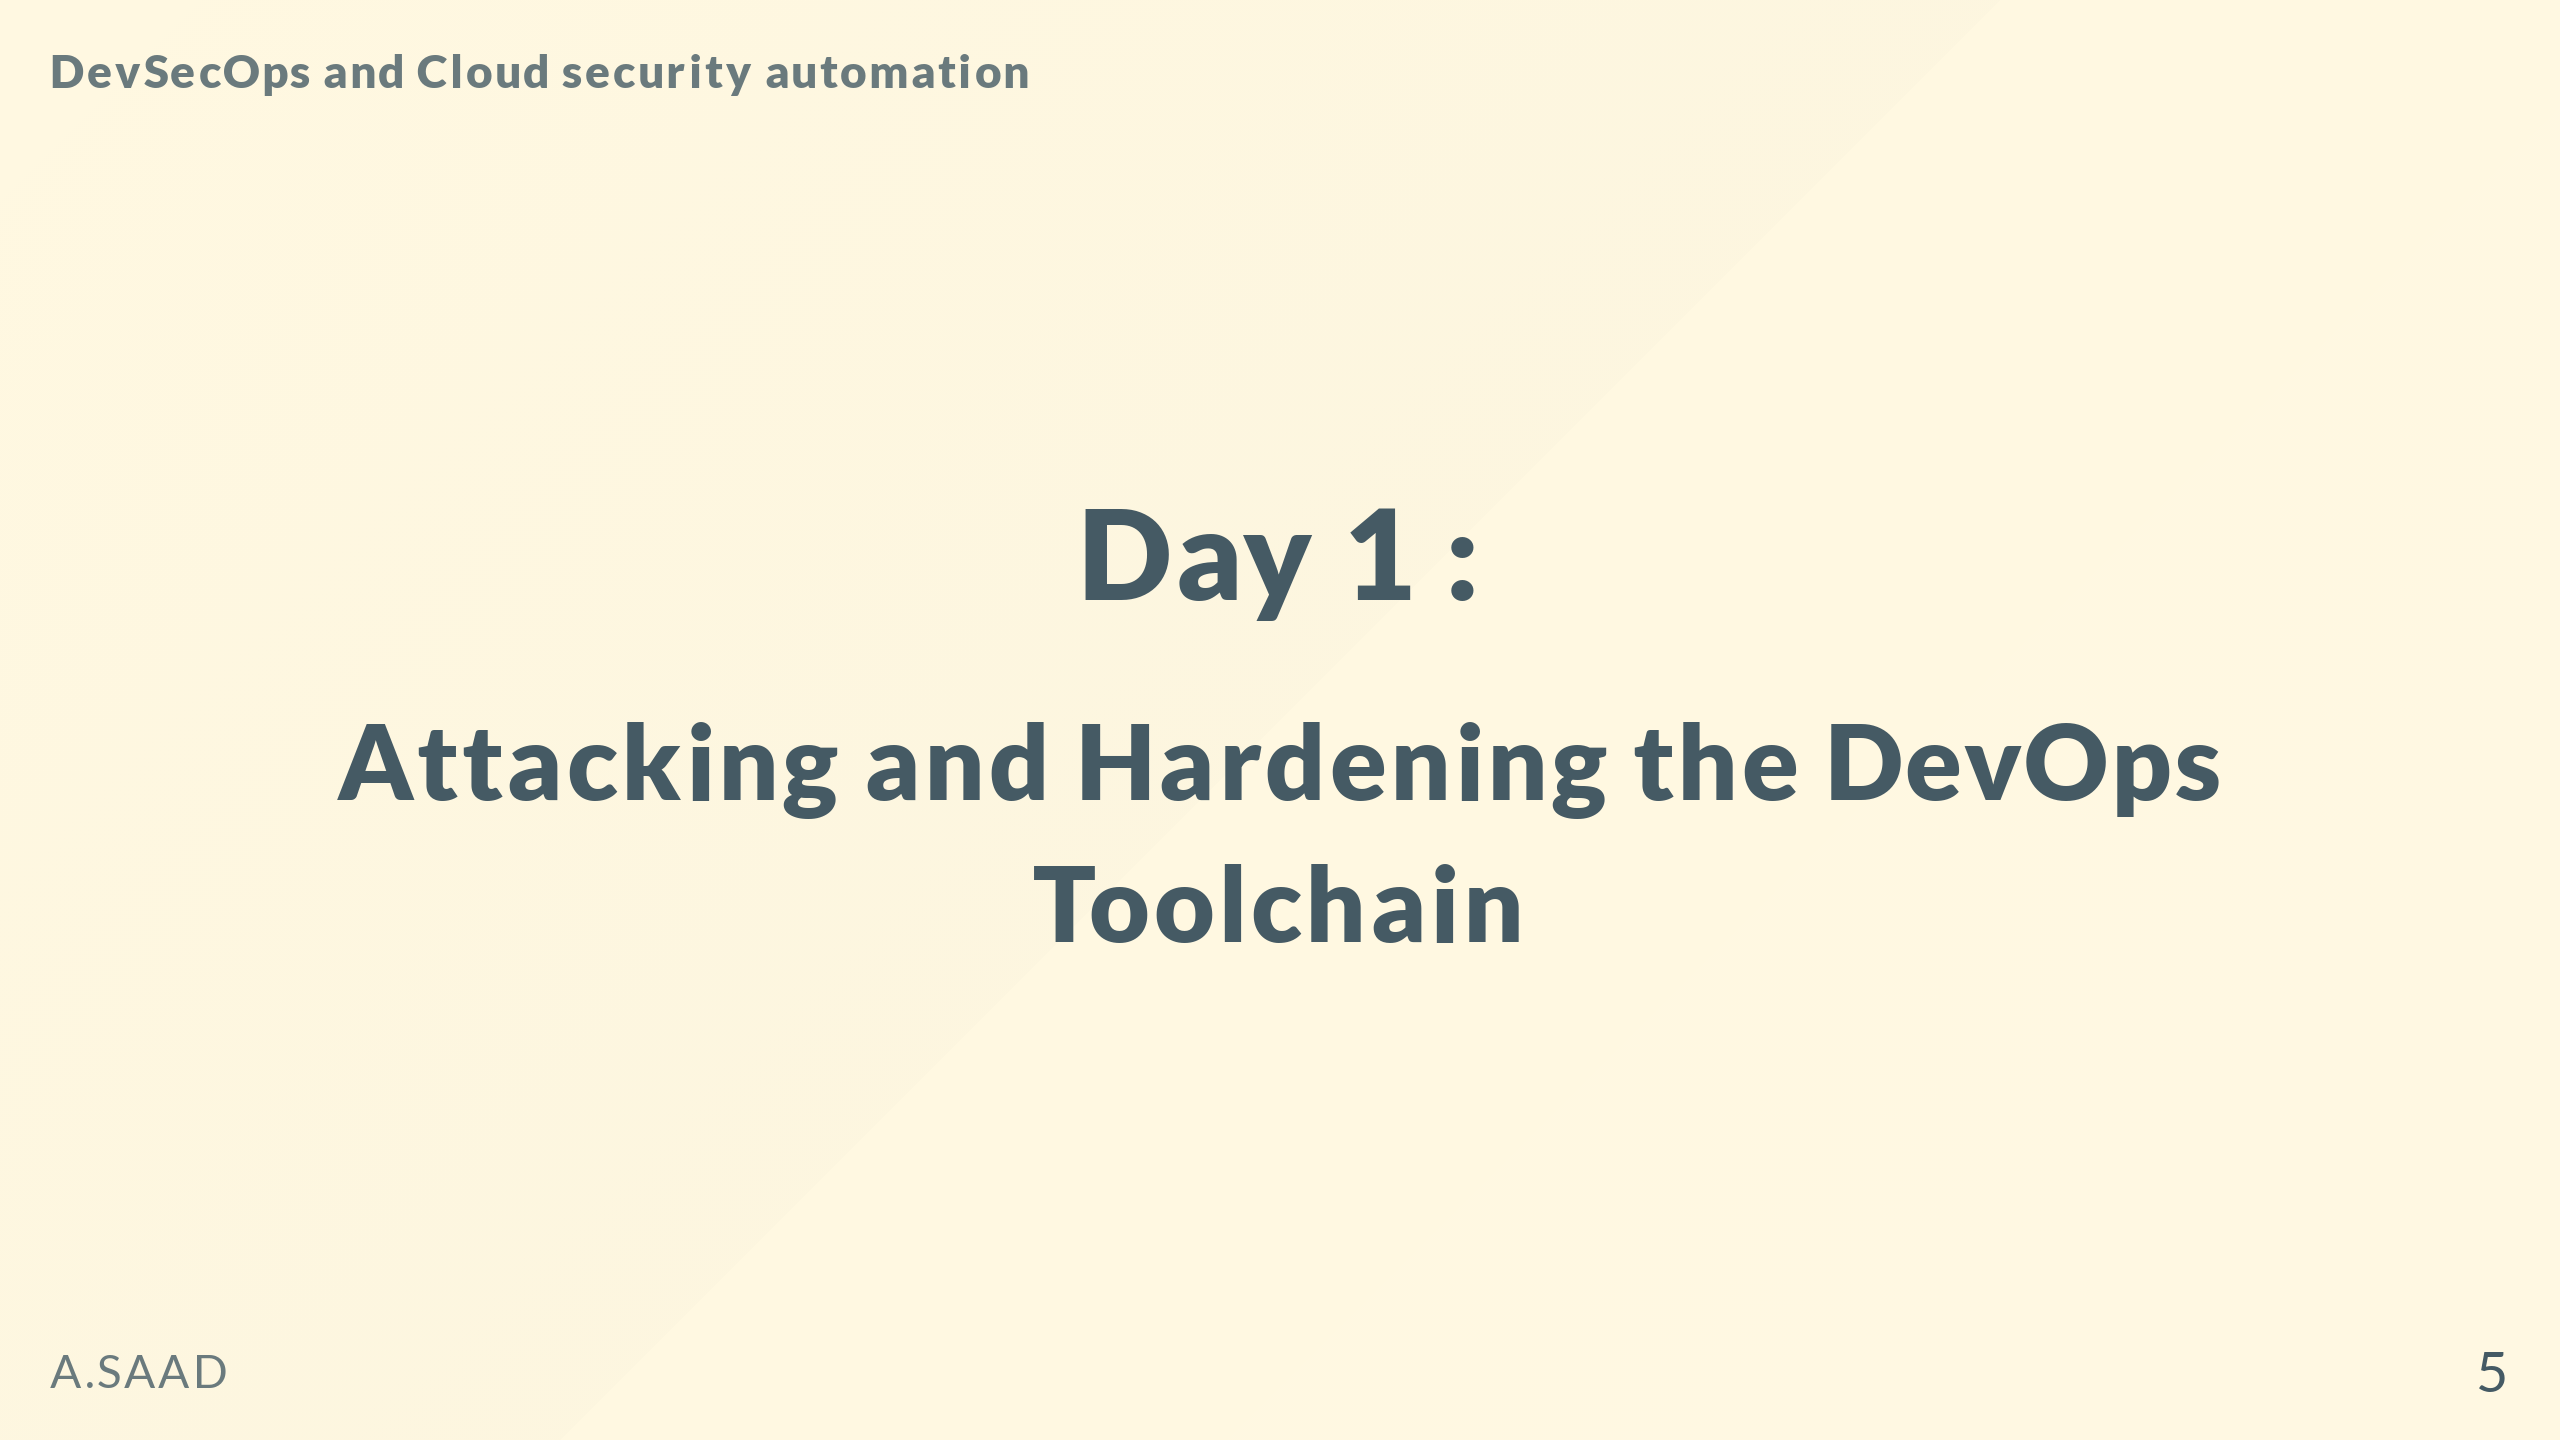 DevSecOps and Cloud security automation
Day 1 :
Attacking and Hardening the DevOps
Toolchain
A.SAAD
5